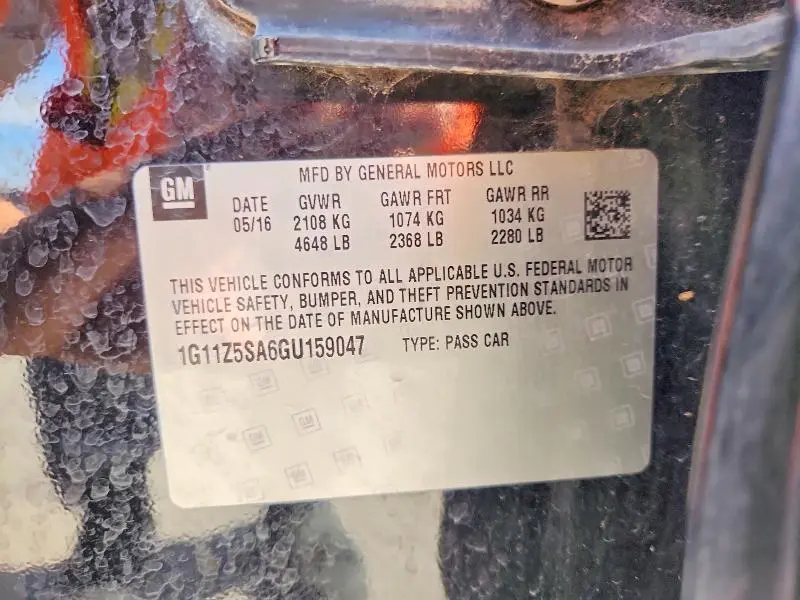 MFD BY GENERAL MOTORS LLC
GM
DATE GVWR GAWR FRT GAWR RR
05/16 2108 KG 1074 KG 1034 KG
4648 LB 2368 LB 2280 LB
THIS VEHICLE CONFORMS TO ALL APPLICABLE U.S. FEDERAL MOTOR
VEHICLE SAFETY, BUMPER, AND THEFT PREVENTION STANDARDS IN
EFFECT ON THE DATE OF MANUFACTURE SHOWN ABOVE.
1G11Z5SA6GU159047 TYPE: PASS CAR